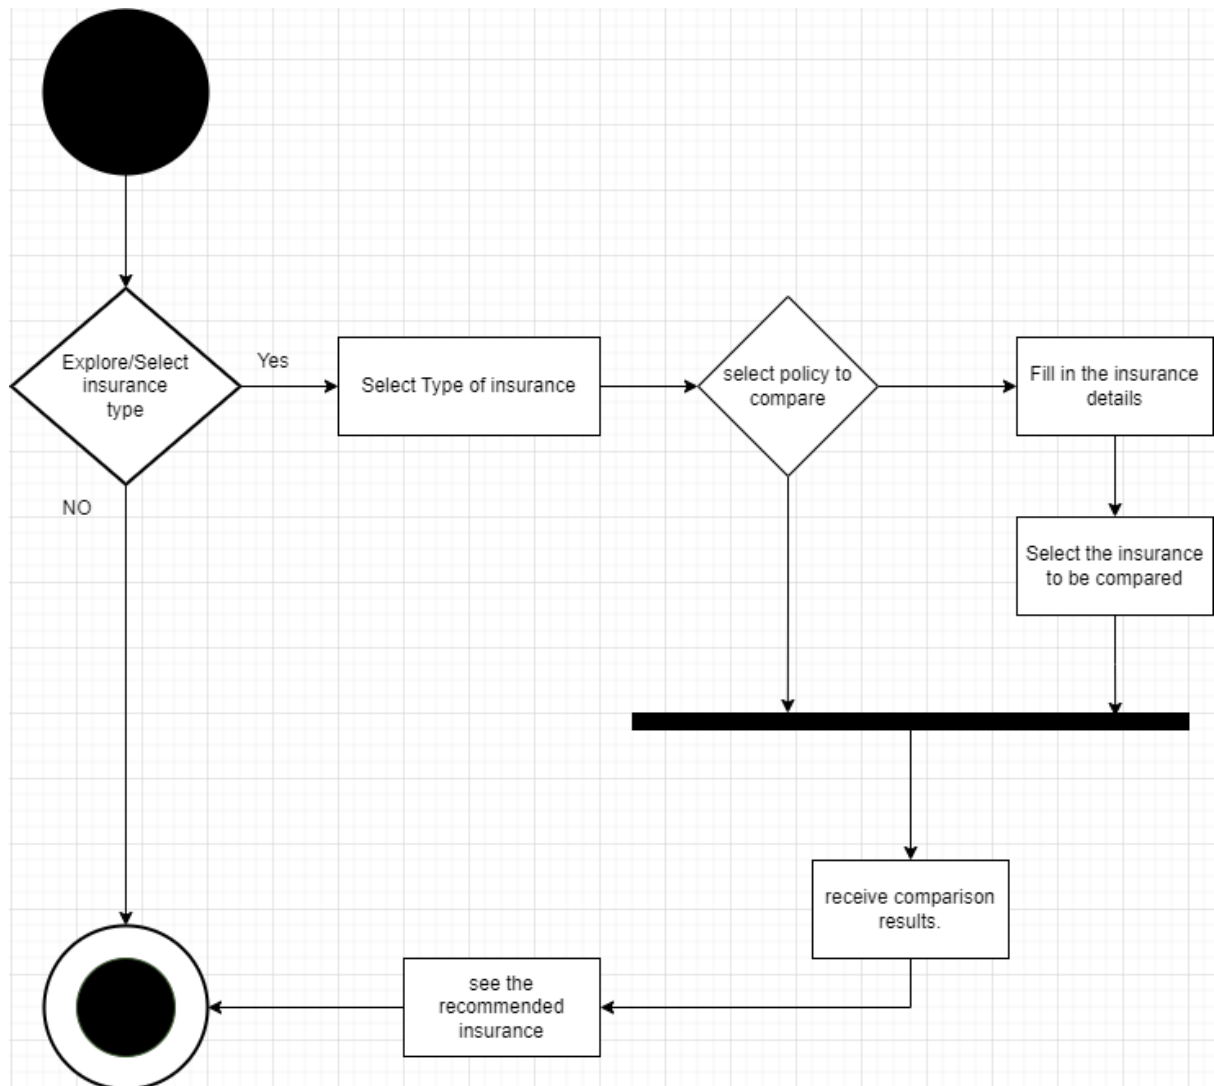 Explore/Select
insurance
type
Yes
Select Type of insurance
select policy to
compare
Fill in the insurance
details
NO
Select the insurance
to be compared
receive comparison
results.
see the
recommended
insurance